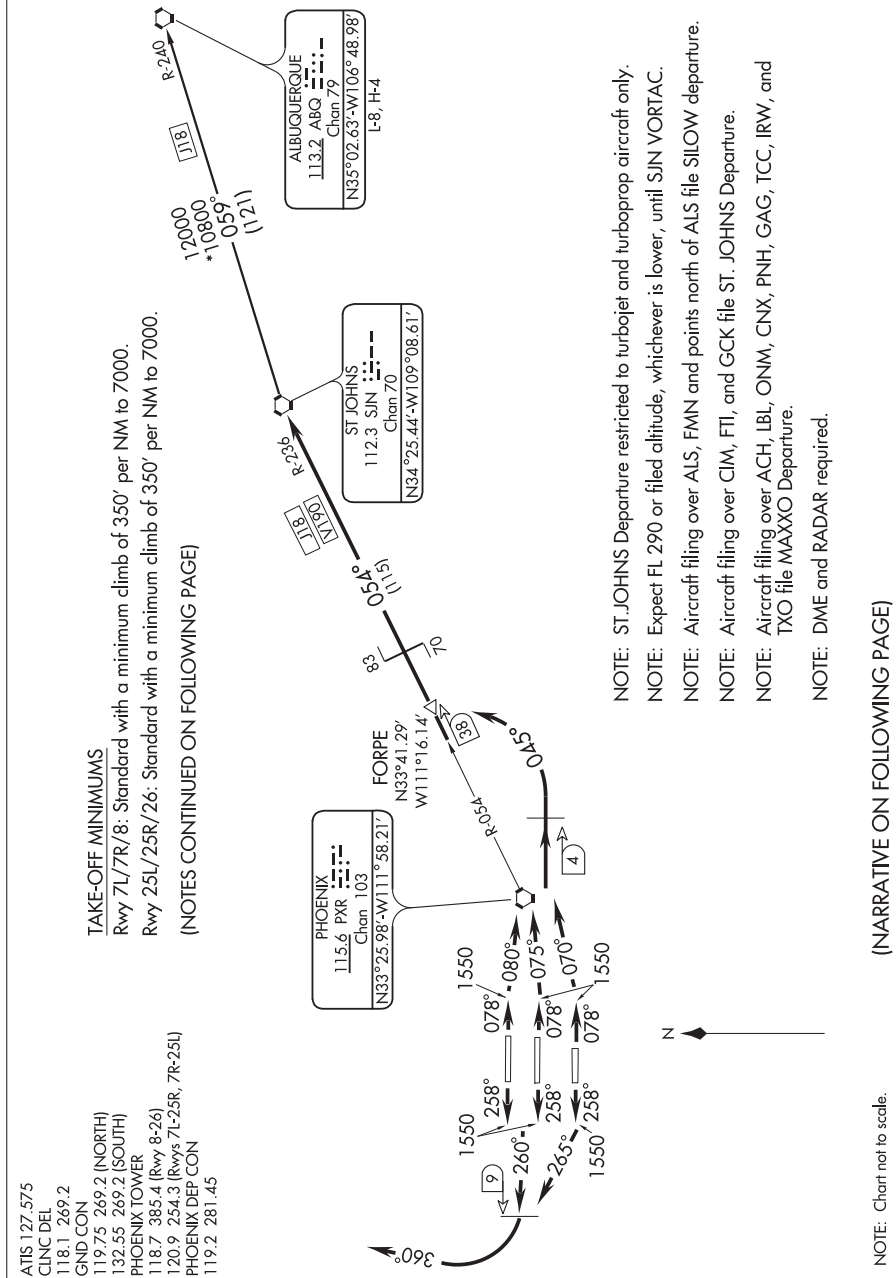 ATIS 127.575
CLNC DEL
118.1 269.2
GND CON
119.75 269.2 (NORTH)
132.55 269.2 (SOUTH)
PHOENIX TOWER
118.7 385.4 (Rwy 8-26)
120.9 254.3 (Rwys 7L-25R, 7R-25L)
PHOENIX DEP CON
119.2 281.45
TAKE-OFF MINIMUMS
Rwy 7L/7R/8: Standard with a minimum climb of 350' per NM to 7000.
Rwy 25L/25R/26: Standard with a minimum climb of 350' per NM to 7000.
(NOTES CONTINUED ON FOLLOWING PAGE)
R-240
J18
12000
*10800
059°
(121)
ALBUQUERQUE
113.2 ABQ
Chan 79
N35°02.63'-W106°48.98'
L-8, H-4
ST JOHNS
112.3 SJN
Chan 70
N34°25.44'-W109°08.61'
R-236
J18
V190
054°
(115)
83
70
FORPE
N33°41.29'
W111°16.14'
38
R-054
045°
4
PHOENIX
115.6 PXR
Chan 103
N33°25.98'-W111°58.21'
1550
080°
078°
075°
078°
070°
078°
1550
258°
1550
258°
260°
258°
265°
1550
9
360°
N
NOTE: ST.JOHNS Departure restricted to turbojet and turboprop aircraft only.
NOTE: Expect FL 290 or filed altitude, whichever is lower, until SJN VORTAC.
NOTE: Aircraft filing over ALS, FMN and points north of ALS file SILOW departure.
NOTE: Aircraft filing over CIM, FTI, and GCK file ST. JOHNS Departure.
NOTE: Aircraft filing over ACH, LBL, ONM, CNX, PNH, GAG, TCC, IRW, and
TXO file MAXXO Departure.
NOTE: DME and RADAR required.
NOTE: Chart not to scale.
(NARRATIVE ON FOLLOWING PAGE)